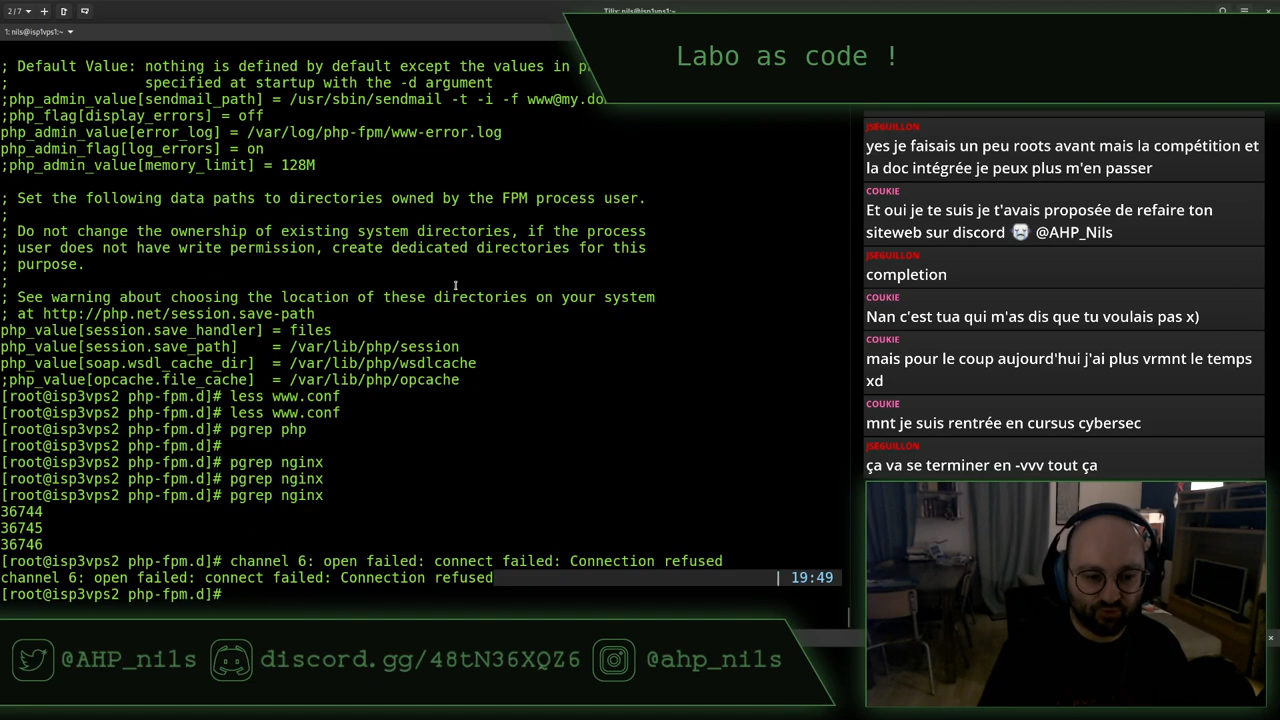 2/7
Tilix: nils@isp1vps1:~
1: nils@isp1vps1:~
Labo as code !
; Default Value: nothing is defined by default except the values in p
;               specified at startup with the -d argument
;php_admin_value[sendmail_path] = /usr/sbin/sendmail -t -i -f www@my.do
;php_flag[display_errors] = off
php_admin_value[error_log] = /var/log/php-fpm/www-error.log
php_admin_flag[log_errors] = on
;php_admin_value[memory_limit] = 128M
; Set the following data paths to directories owned by the FPM process user.
;
; Do not change the ownership of existing system directories, if the process
; user does not have write permission, create dedicated directories for this
; purpose.
;
; See warning about choosing the location of these directories on your system
; at http://php.net/session.save-path
php_value[session.save_handler] = files
php_value[session.save_path]    = /var/lib/php/session
php_value[soap.wsdl_cache_dir]  = /var/lib/php/wsdlcache
;php_value[opcache.file_cache]  = /var/lib/php/opcache
[root@isp3vps2 php-fpm.d]# less www.conf
[root@isp3vps2 php-fpm.d]# less www.conf
[root@isp3vps2 php-fpm.d]# pgrep php
[root@isp3vps2 php-fpm.d]#
[root@isp3vps2 php-fpm.d]# pgrep nginx
[root@isp3vps2 php-fpm.d]# pgrep nginx
[root@isp3vps2 php-fpm.d]# pgrep nginx
36744
36745
36746
[root@isp3vps2 php-fpm.d]# channel 6: open failed: connect failed: Connection refused
channel 6: open failed: connect failed: Connection refused | 19:49
[root@isp3vps2 php-fpm.d]#
JSEGUILLON
yes je faisais un peu roots avant mais la compétition et
la doc intégrée je peux plus m'en passer
COUKIE
Et oui je te suis je t'avais proposée de refaire ton
siteweb sur discord @AHP_Nils
JSEGUILLON
completion
COUKIE
Nan c'est tua qui m'as dis que tu voulais pas x)
COUKIE
mais pour le coup aujourd'hui j'ai plus vrmnt le temps
xd
COUKIE
mnt je suis rentrée en cursus cybersec
JSEGUILLON
ça va se terminer en -vvv tout ça
@AHP_nils
discord.gg/48tN36XQZ6
@ahp_nils